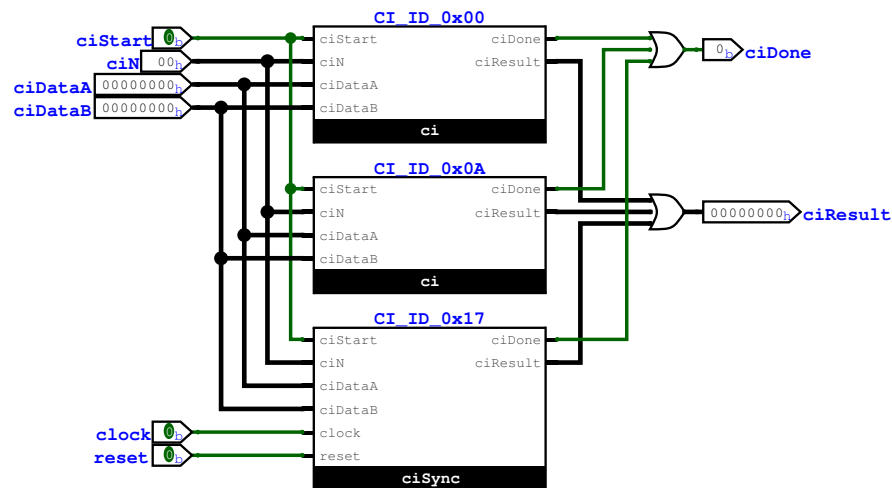 CI_ID_0x00
ciStart 0b
ciN 00h
ciDataA 00000000h
ciDataB 00000000h
ciStart ciDone
ciN ciResult
ciDataA
ciDataB
ci
0b ciDone
CI_ID_0x0A
ciStart ciDone
ciN ciResult
ciDataA
ciDataB
ci
00000000h ciResult
CI_ID_0x17
ciStart ciDone
ciN ciResult
ciDataA
ciDataB
clock 0b
clock
reset 0b
reset
ciSync